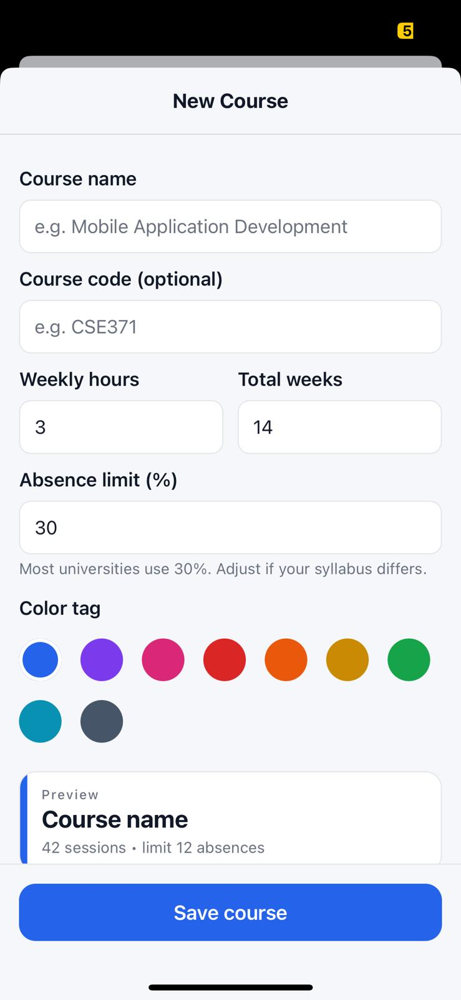 5
New Course
Course name
e.g. Mobile Application Development
Course code (optional)
e.g. CSE371
Weekly hours
Total weeks
3
14
Absence limit (%)
30
Most universities use 30%. Adjust if your syllabus differs.
Color tag
Preview
Course name
42 sessions • limit 12 absences
Save course